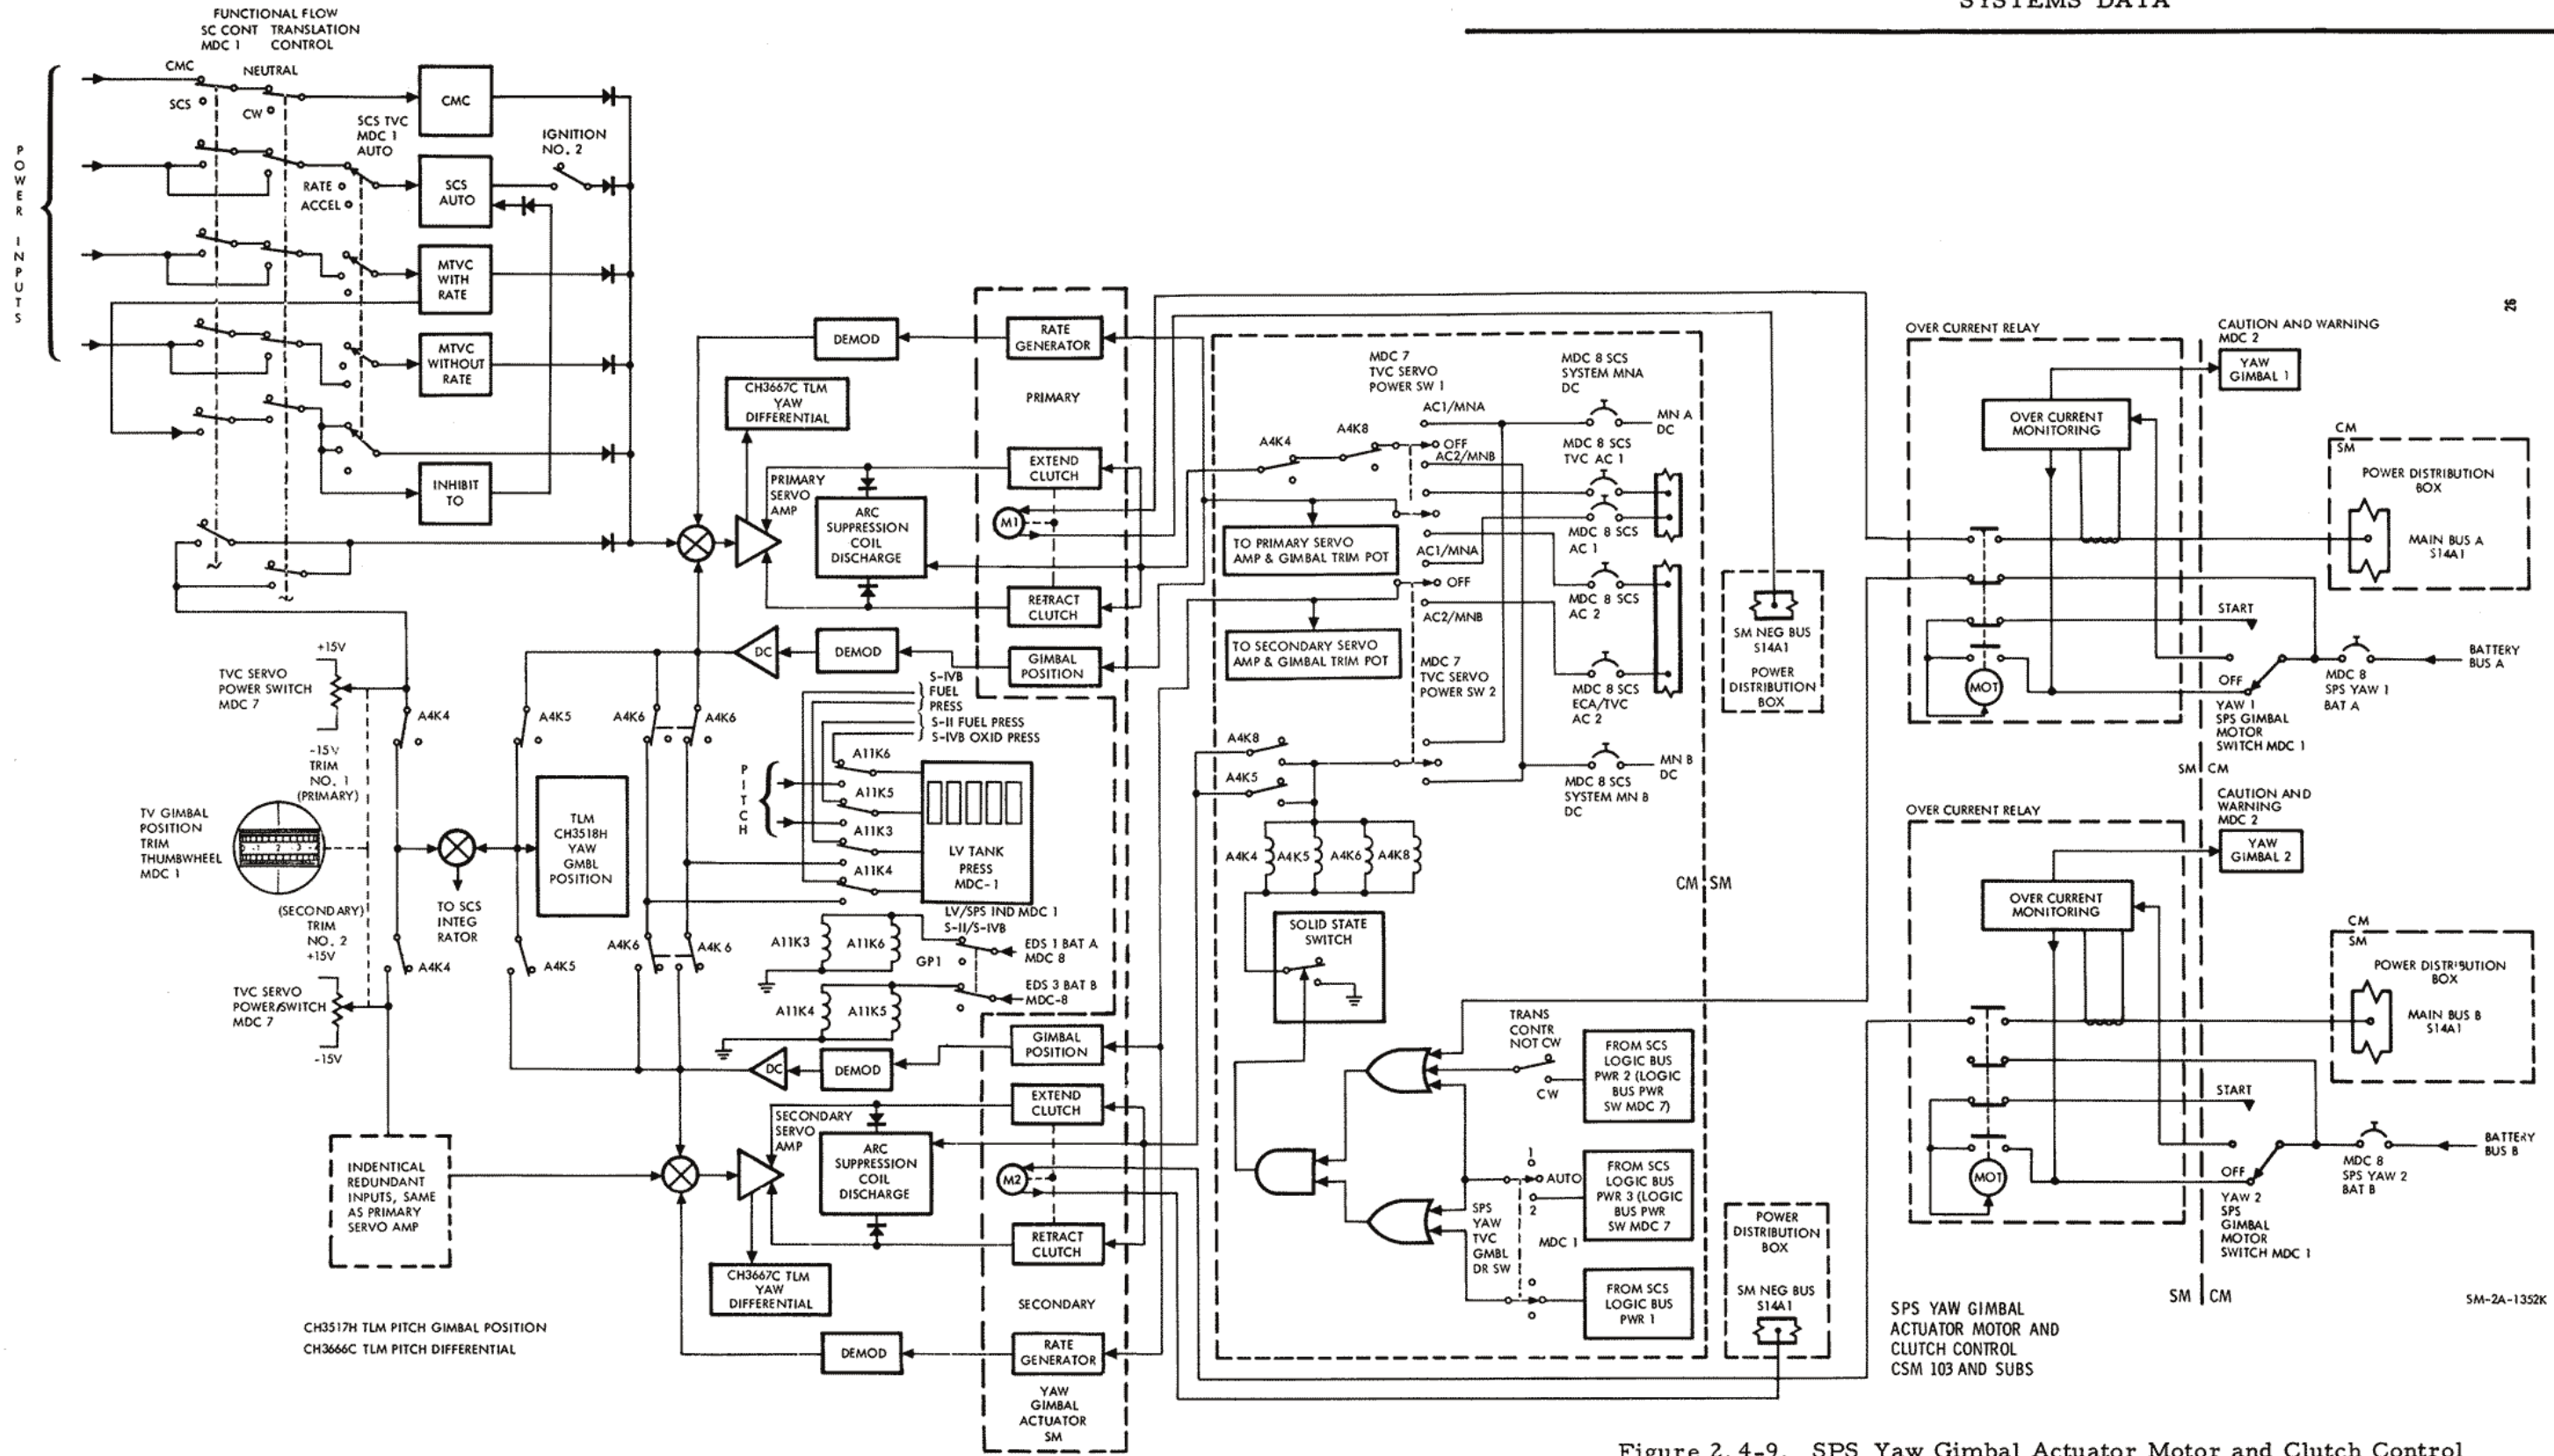 SYSTEMS DATA
FUNCTIONAL FLOW
SC CONT TRANSLATION
MDC 1 CONTROL
CMC
NEUTRAL
SCS
CW
CMC
POWER INPUTS
SCS TVC
MDC 1
AUTO
RATE
ACCEL
SCS
AUTO
IGNITION
NO. 2
MTVC
WITH
RATE
MTVC
WITHOUT
RATE
INHIBIT
TO
DEMOD
RATE
GENERATOR
CH3667C TLM
YAW
DIFFERENTIAL
PRIMARY
PRIMARY
SERVO
AMP
EXTEND
CLUTCH
ARC
SUPPRESSION
COIL
DISCHARGE
M1
RETRACT
CLUTCH
DC
DEMOD
GIMBAL
POSITION
+15V
TVC SERVO
POWER SWITCH
MDC 7
-15V
TRIM
NO. 1
(PRIMARY)
A4K4
A4K5
A4K6
A4K6
S-IVB
FUEL
PRESS
S-II FUEL PRESS
S-IVB OXID PRESS
PITCH
A11K6
A11K5
A11K3
A11K4
LV TANK
PRESS
MDC-1
TV GIMBAL
POSITION
TRIM
THUMBWHEEL
MDC 1
TLM
CH3518H
YAW
GMBL
POSITION
TO SCS
INTEG
RATOR
(SECONDARY)
TRIM
NO. 2
+15V
A4K4
A4K5
A4K6
A4K6
TVC SERVO
POWER/SWITCH
MDC 7
-15V
LV/SPS IND MDC 1
S-II/S-IVB
A11K3
A11K6
GP1
EDS 1 BAT A
MDC 8
EDS 3 BAT B
MDC-8
A11K4
A11K5
DC
DEMOD
GIMBAL
POSITION
EXTEND
CLUTCH
SECONDARY
SERVO
AMP
ARC
SUPPRESSION
COIL
DISCHARGE
M2
RETRACT
CLUTCH
INDENTICAL
REDUNDANT
INPUTS, SAME
AS PRIMARY
SERVO AMP
CH3667C TLM
YAW
DIFFERENTIAL
SECONDARY
CH3517H TLM PITCH GIMBAL POSITION
CH3666C TLM PITCH DIFFERENTIAL
DEMOD
RATE
GENERATOR
YAW
GIMBAL
ACTUATOR
SM
MDC 7
TVC SERVO
POWER SW 1
MDC 8 SCS
SYSTEM MNA
DC
AC1/MNA
MN A
DC
A4K4
A4K8
OFF
AC2/MNB
MDC 8 SCS
TVC AC 1
TO PRIMARY SERVO
AMP & GIMBAL TRIM POT
MDC 8 SCS
AC 1
AC1/MNA
OFF
MDC 8 SCS
AC 2
AC2/MNB
TO SECONDARY SERVO
AMP & GIMBAL TRIM POT
MDC 7
TVC SERVO
POWER SW 2
MDC 8 SCS
ECA/TVC
AC 2
SM NEG BUS
S14A1
POWER
DISTRIBUTION
BOX
A4K8
A4K5
MN B
DC
MDC 8 SCS
SYSTEM MN B
DC
A4K4
A4K5
A4K6
A4K8
CM
SM
SOLID STATE
SWITCH
TRANS
CONTR
NOT CW
CW
FROM SCS
LOGIC BUS
PWR 2 (LOGIC
BUS PWR
SW MDC 7)
1
AUTO
2
SPS
YAW
TVC
GMBL
DR SW
MDC 1
FROM SCS
LOGIC BUS
PWR 3 (LOGIC
BUS PWR
SW MDC 7
FROM SCS
LOGIC BUS
PWR 1
POWER
DISTRIBUTION
BOX
SM NEG BUS
S14A1
26
OVER CURRENT RELAY
CAUTION AND WARNING
MDC 2
YAW
GIMBAL 1
OVER CURRENT
MONITORING
CM
SM
POWER DISTRIBUTION
BOX
MAIN BUS A
S14A1
START
MOT
OFF
BATTERY
BUS A
MDC 8
SPS YAW 1
BAT A
YAW 1
SPS GIMBAL
MOTOR
SWITCH MDC 1
SM
CM
OVER CURRENT RELAY
CAUTION AND
WARNING
MDC 2
YAW
GIMBAL 2
OVER CURRENT
MONITORING
CM
SM
POWER DISTRIBUTION
BOX
MAIN BUS B
S14A1
START
MOT
OFF
BATTERY
BUS B
MDC 8
SPS YAW 2
BAT B
YAW 2
SPS
GIMBAL
MOTOR
SWITCH MDC 1
SM
CM
SM-2A-1352K
SPS YAW GIMBAL
ACTUATOR MOTOR AND
CLUTCH CONTROL
CSM 103 AND SUBS
Figure 2.4-9. SPS Yaw Gimbal Actuator Motor and Clutch Control